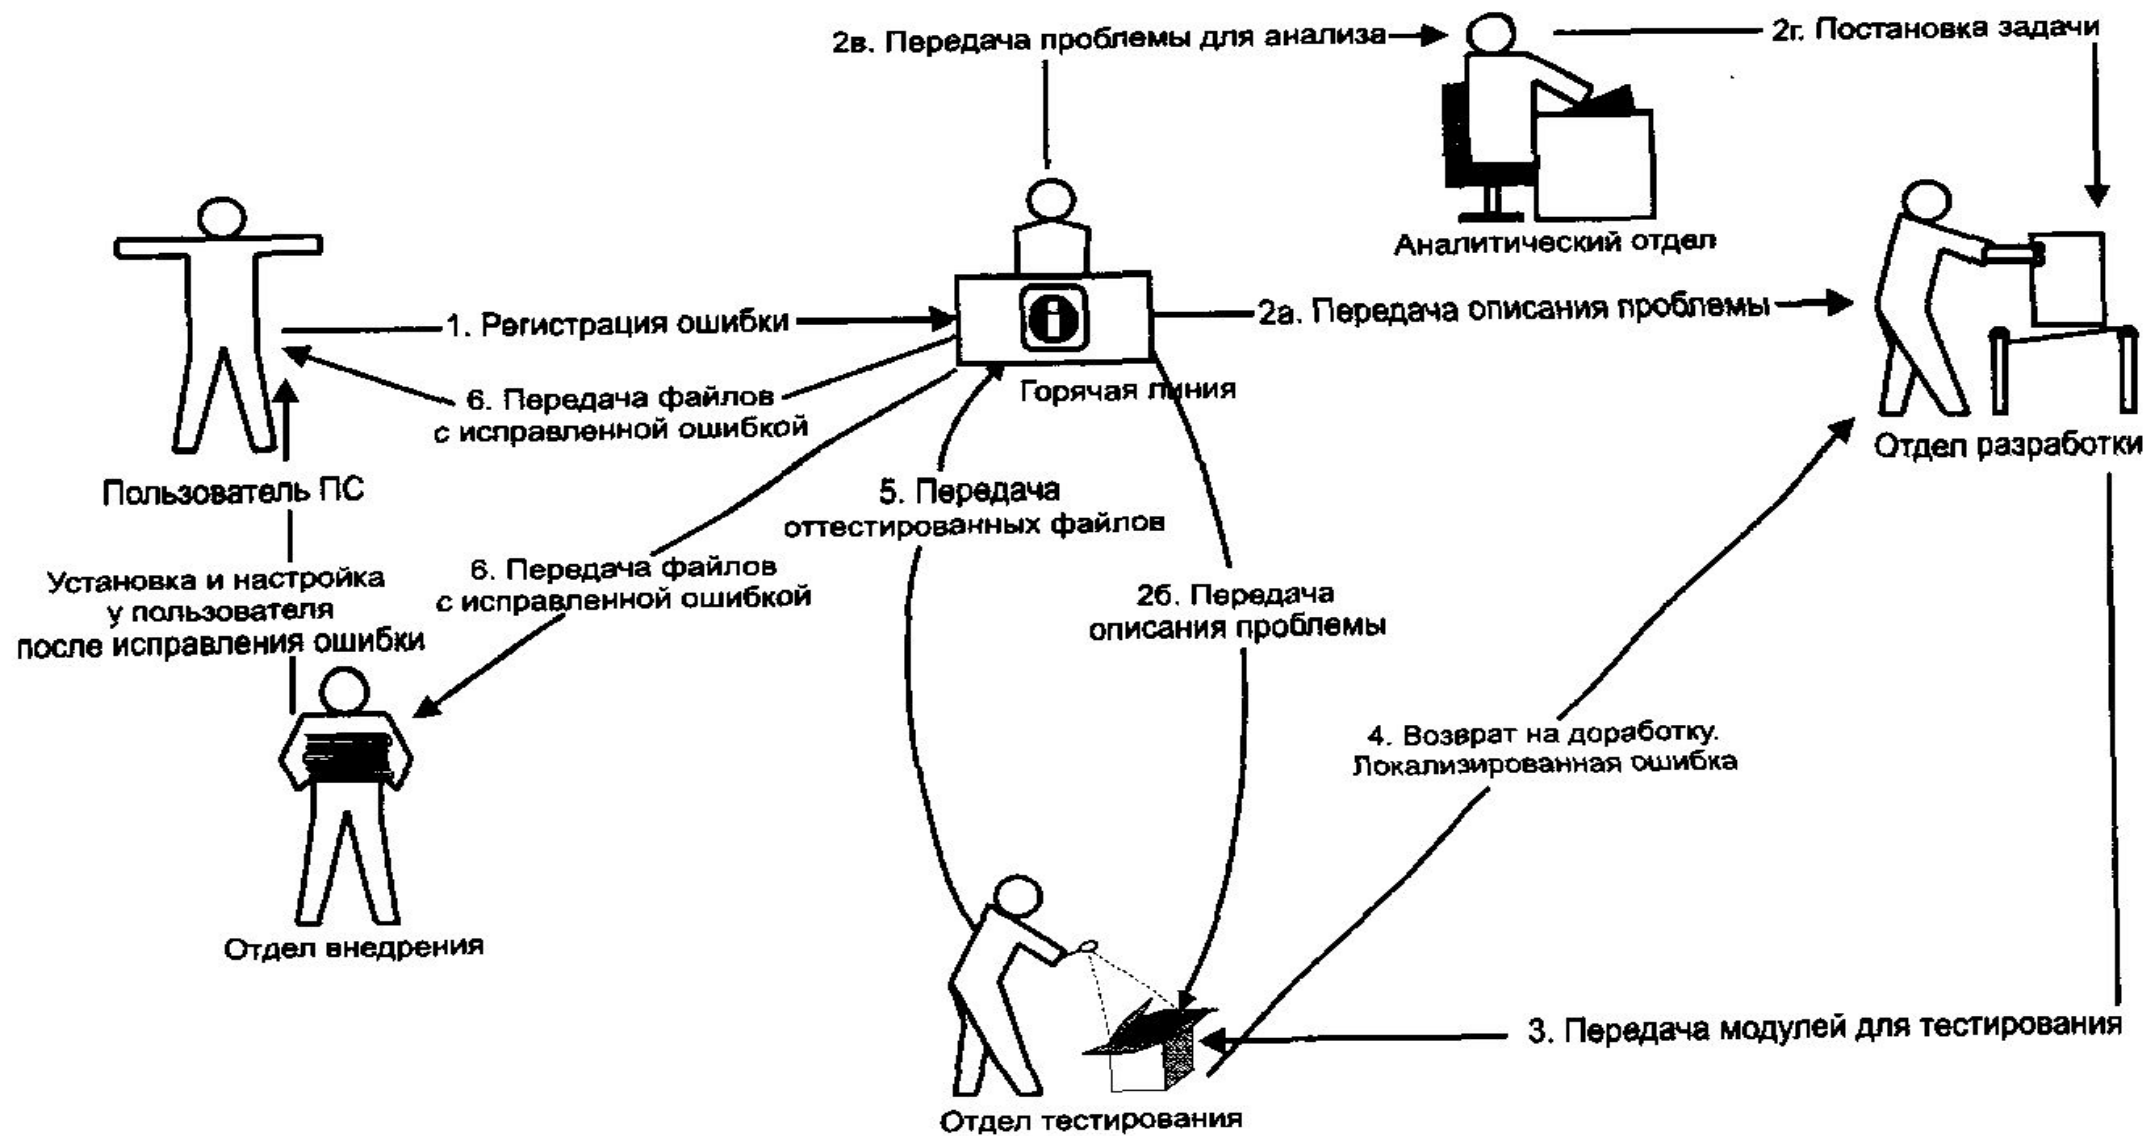 2в. Передача проблемы для анализа
2г. Постановка задачи
Аналитический отдел
1. Регистрация ошибки
2а. Передача описания проблемы
Горячая линия
6. Передача файлов
с исправленной ошибкой
Отдел разработки
Пользователь ПС
5. Передача
оттестированных файлов
Установка и настройка
у пользователя
после исправления ошибки
6. Передача файлов
с исправленной ошибкой
2б. Передача
описания проблемы
4. Возврат на доработку.
Локализированная ошибка
Отдел внедрения
3. Передача модулей для тестирования
Отдел тестирования